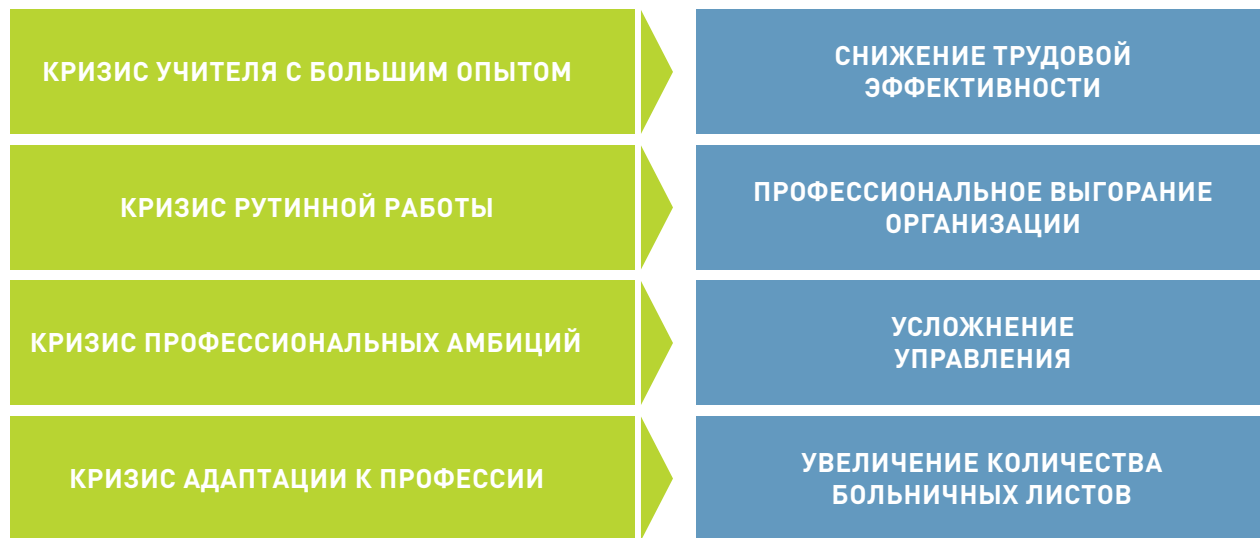 КРИЗИС УЧИТЕЛЯ С БОЛЬШИМ ОПЫТОМ
СНИЖЕНИЕ ТРУДОВОЙ
ЭФФЕКТИВНОСТИ
КРИЗИС РУТИННОЙ РАБОТЫ
ПРОФЕССИОНАЛЬНОЕ ВЫГОРАНИЕ
ОРГАНИЗАЦИИ
КРИЗИС ПРОФЕССИОНАЛЬНЫХ АМБИЦИЙ
УСЛОЖНЕНИЕ
УПРАВЛЕНИЯ
КРИЗИС АДАПТАЦИИ К ПРОФЕССИИ
УВЕЛИЧЕНИЕ КОЛИЧЕСТВА
БОЛЬНИЧНЫХ ЛИСТОВ